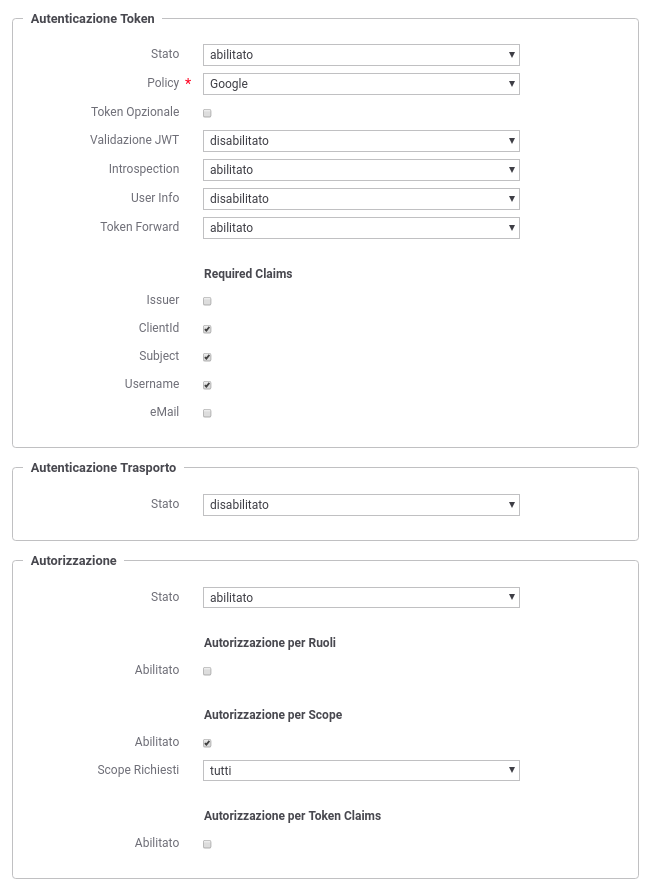 Autenticazione Token
Stato abilitato
Policy * Google
Token Opzionale
Validazione JWT disabilitato
Introspection abilitato
User Info disabilitato
Token Forward abilitato
Required Claims
Issuer
ClientId
Subject
Username
eMail
Autenticazione Trasporto
Stato disabilitato
Autorizzazione
Stato abilitato
Autorizzazione per Ruoli
Abilitato
Autorizzazione per Scope
Abilitato
Scope Richiesti tutti
Autorizzazione per Token Claims
Abilitato